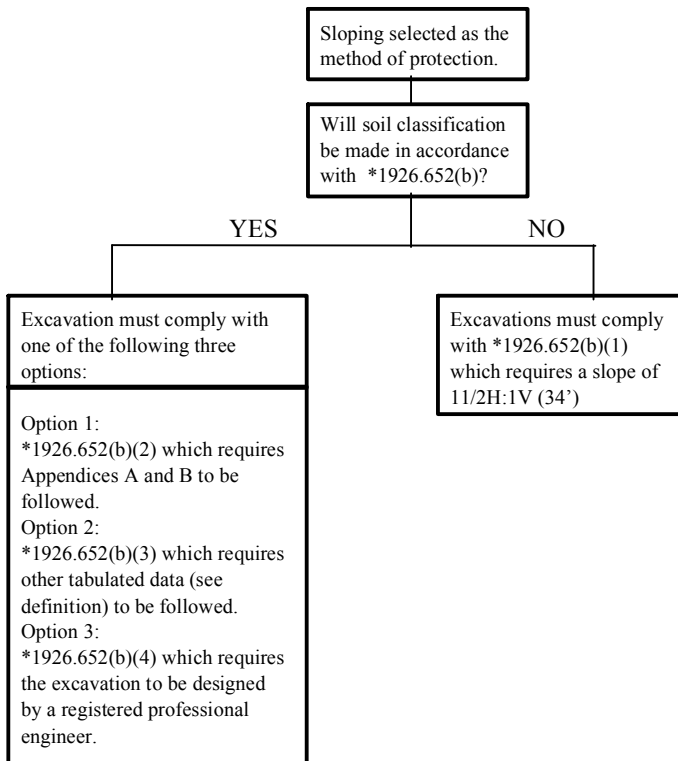 Sloping selected as the
method of protection.
Will soil classification
be made in accordance
with *1926.652(b)?
YES
NO
Excavation must comply with
one of the following three
options:
Option 1:
*1926.652(b)(2) which requires
Appendices A and B to be
followed.
Option 2:
*1926.652(b)(3) which requires
other tabulated data (see
definition) to be followed.
Option 3:
*1926.652(b)(4) which requires
the excavation to be designed
by a registered professional
engineer.
Excavations must comply
with *1926.652(b)(1)
which requires a slope of
11/2H:1V (34’)